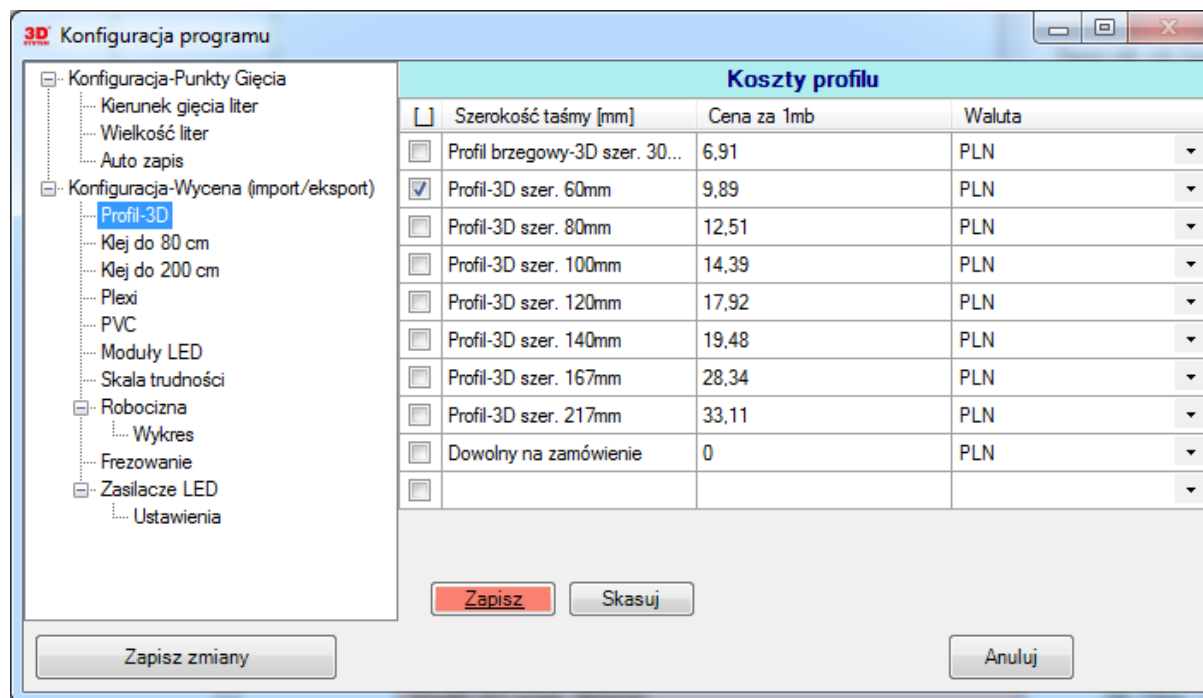 3D SYSTEM Konfiguracja programu
Konfiguracja-Punkty Gięcia
Kierunek gięcia liter
Wielkość liter
Auto zapis
Konfiguracja-Wycena (import/eksport)
Profil-3D
Klej do 80 cm
Klej do 200 cm
Plexi
PVC
Moduły LED
Skala trudności
Robocizna
Wykres
Frezowanie
Zasilacze LED
Ustawienia
Koszty profilu
[_] Szerokość taśmy [mm] Cena za 1mb Waluta
Profil brzegowy-3D szer. 30... 6,91 PLN
Profil-3D szer. 60mm 9,89 PLN
Profil-3D szer. 80mm 12,51 PLN
Profil-3D szer. 100mm 14,39 PLN
Profil-3D szer. 120mm 17,92 PLN
Profil-3D szer. 140mm 19,48 PLN
Profil-3D szer. 167mm 28,34 PLN
Profil-3D szer. 217mm 33,11 PLN
Dowolny na zamówienie 0 PLN
Zapisz Skasuj
Zapisz zmiany Anuluj